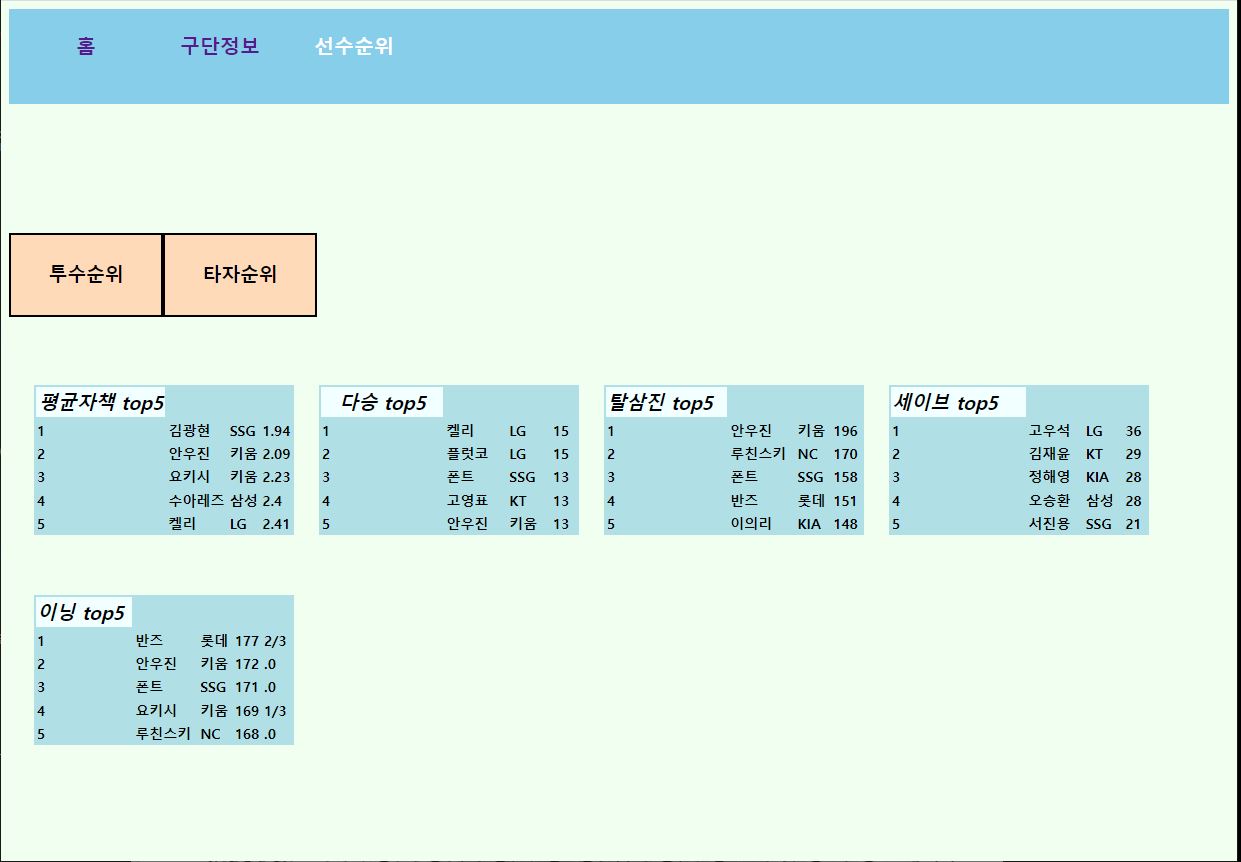 홈 구단정보 선수순위
투수순위 타자순위
평균자책 top5
1 김광현 SSG 1.94
2 안우진 키움 2.09
3 요키시 키움 2.23
4 수아레즈 삼성 2.4
5 켈리 LG 2.41
다승 top5
1 켈리 LG 15
2 플럿코 LG 15
3 폰트 SSG 13
4 고영표 KT 13
5 안우진 키움 13
탈삼진 top5
1 안우진 키움 196
2 루친스키 NC 170
3 폰트 SSG 158
4 반즈 롯데 151
5 이의리 KIA 148
세이브 top5
1 고우석 LG 36
2 김재윤 KT 29
3 정해영 KIA 28
4 오승환 삼성 28
5 서진용 SSG 21
이닝 top5
1 반즈 롯데 177 2/3
2 안우진 키움 172 .0
3 폰트 SSG 171 .0
4 요키시 키움 169 1/3
5 루친스키 NC 168 .0